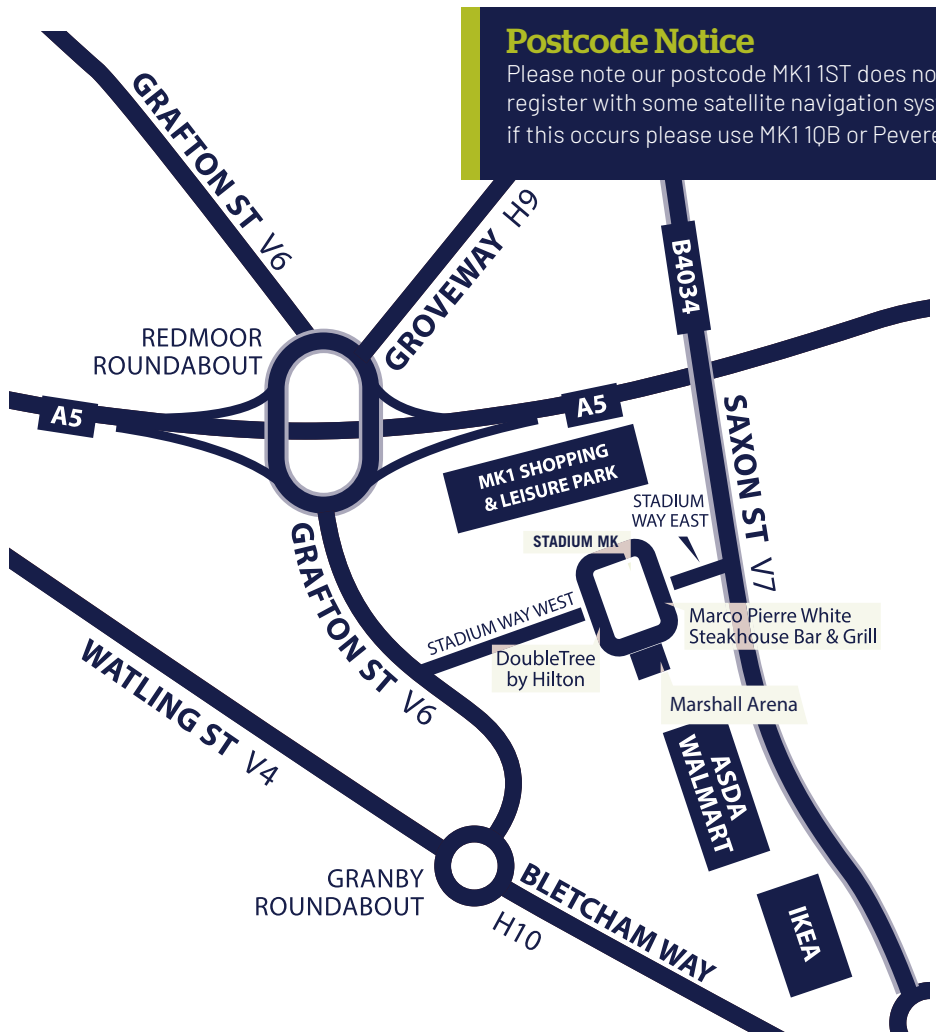 Postcode Notice
Please note our postcode MK1 1ST does no
register with some satellite navigation sys
if this occurs please use MK1 1QB or Pevere
GRAFTON ST V6
GROVEWAY H9
B4034
REDMOOR
ROUNDABOUT
A5
A5
MK1 SHOPPING
& LEISURE PARK
SAXON ST V7
STADIUM
WAY EAST
STADIUM MK
GRAFTON ST V6
STADIUM WAY WEST
Marco Pierre White
Steakhouse Bar & Grill
DoubleTree
by Hilton
Marshall Arena
WATLING ST V4
ASDA
WALMART
GRANBY
ROUNDABOUT
BLETCHAM WAY
H10
IKEA